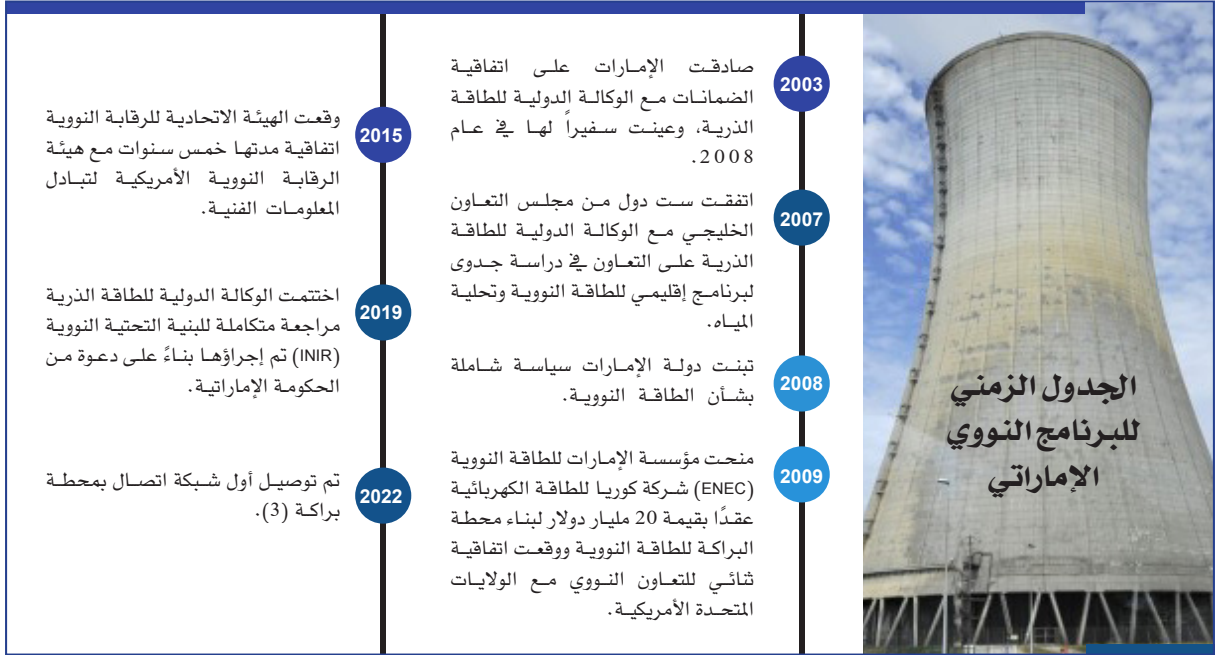 الجدول الزمني
للبرنامج النووي
الإماراتي
2003
صادقت الإمارات على اتفاقية
الضمانات مع الوكالة الدولية للطاقة
الذرية، وعينت سفيراً لها في عام
2008.
2007
اتفقت ست دول من مجلس التعاون
الخليجي مع الوكالة الدولية للطاقة
الذرية على التعاون في دراسة جدوى
لبرنامج إقليمي للطاقة النووية وتحلية
المياه.
2008
تبنت دولة الإمارات سياسة شاملة
بشأن الطاقة النووية.
2009
منحت مؤسسة الإمارات للطاقة النووية
(ENEC) شركة كوريا للطاقة الكهربائية
عقدًا بقيمة 20 مليار دولار لبناء محطة
البراكة للطاقة النووية ووقعت اتفاقية
ثنائي للتعاون النووي مع الولايات
المتحدة الأمريكية.
2015
وقعت الهيئة الاتحادية للرقابة النووية
اتفاقية مدتها خمس سنوات مع هيئة
الرقابة النووية الأمريكية لتبادل
المعلومات الفنية.
2019
اختتمت الوكالة الدولية للطاقة الذرية
مراجعة متكاملة للبنية التحتية النووية
(INIR) تم إجراؤها بناءً على دعوة من
الحكومة الإماراتية.
2022
تم توصيل أول شبكة اتصال بمحطة
براكة (3).